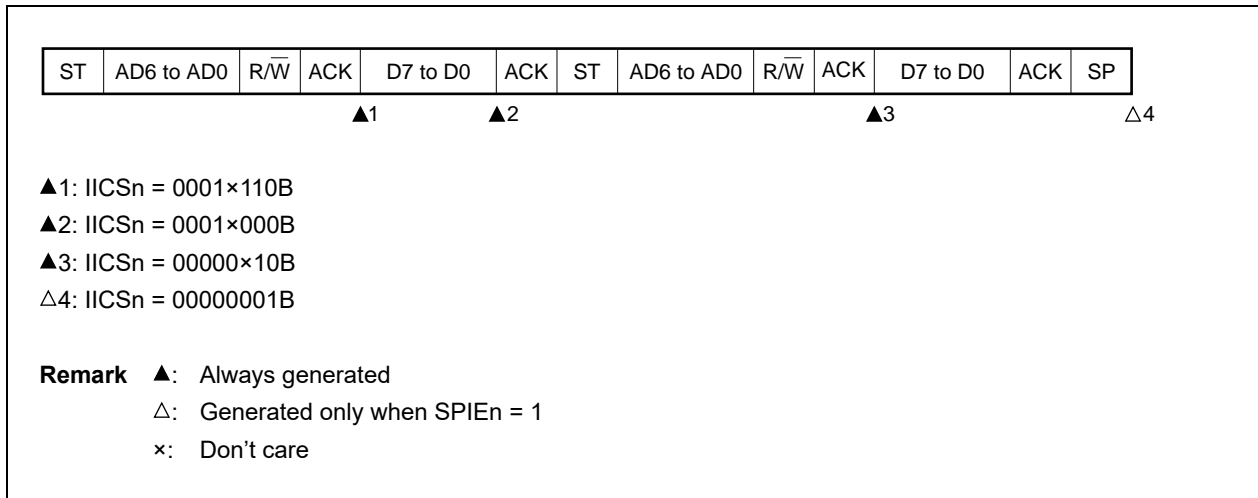 ST AD6 to AD0 R/W̅ ACK D7 to D0 ACK ST AD6 to AD0 R/W̅ ACK D7 to D0 ACK SP
▲1 ▲2 ▲3 △4
▲1: IICSn = 0001×110B
▲2: IICSn = 0001×000B
▲3: IICSn = 00000×10B
△4: IICSn = 00000001B
Remark ▲: Always generated
△: Generated only when SPIEn = 1
×: Don't care